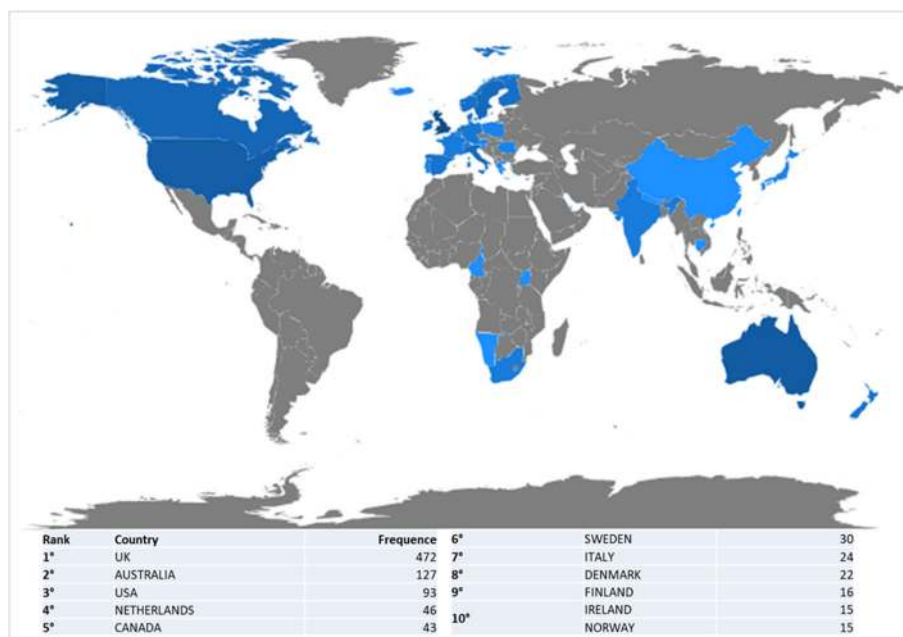 Rank Country Frequence
1° UK 472
2° AUSTRALIA 127
3° USA 93
4° NETHERLANDS 46
5° CANADA 43
6° SWEDEN 30
7° ITALY 24
8° DENMARK 22
9° FINLAND 16
10° IRELAND 15
NORWAY 15